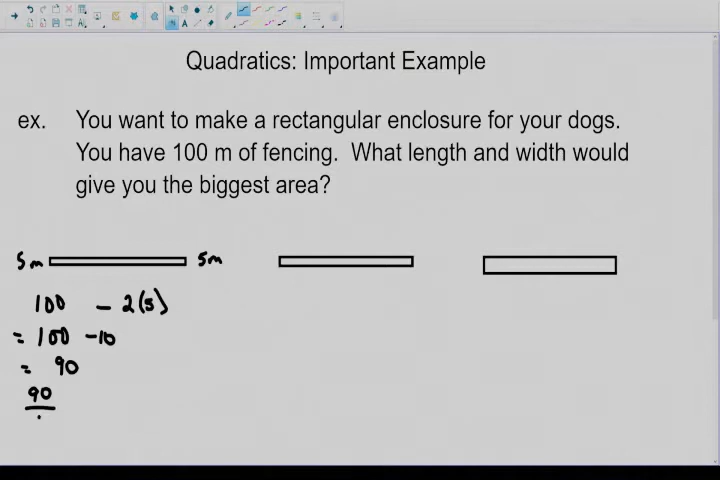 Quadratics: Important Example
ex. You want to make a rectangular enclosure for your dogs.
You have 100 m of fencing. What length and width would
give you the biggest area?
5m 5m
100 - 2(5)
= 100 -10
= 90
90